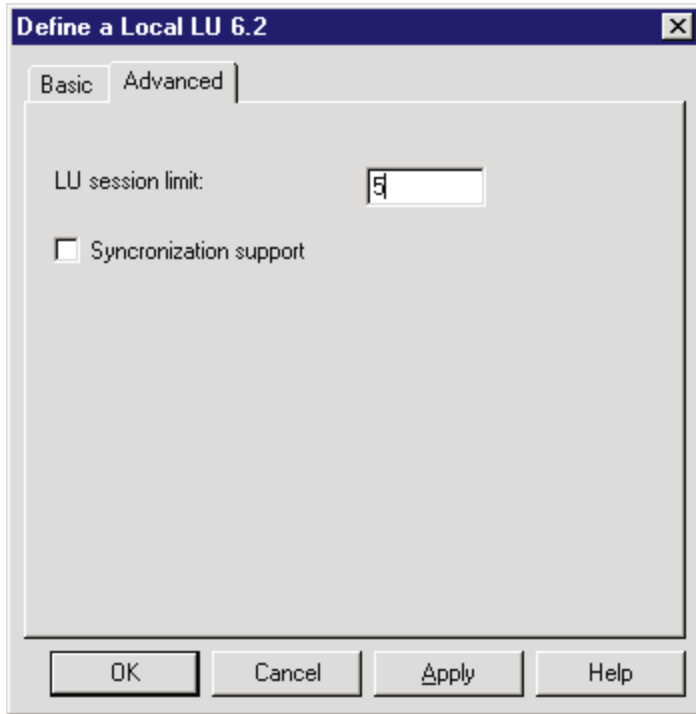 Define a Local LU 6.2
Basic Advanced
LU session limit: 5
Syncronization support
OK Cancel Apply Help